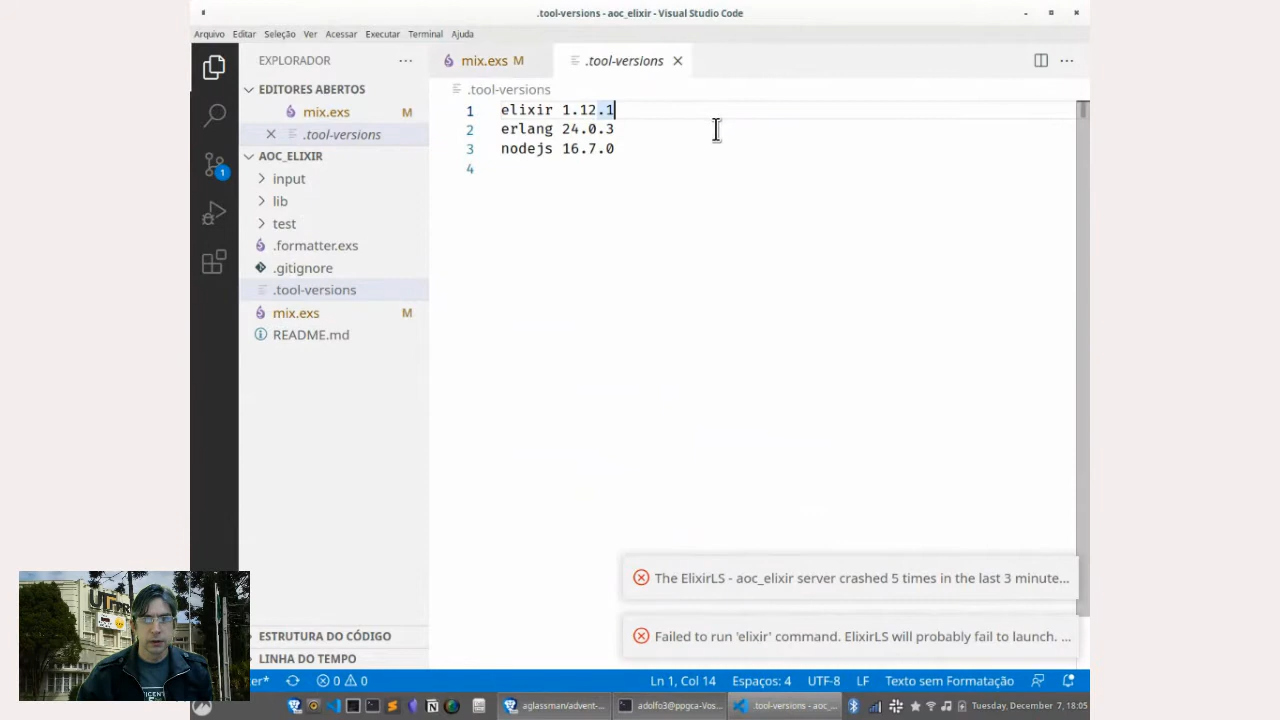 .tool-versions - aoc_elixir - Visual Studio Code
Arquivo Editar Seleção Ver Acessar Executar Terminal Ajuda
EXPLORADOR
mix.exs M
.tool-versions
EDITORES ABERTOS
mix.exs M
.tool-versions
AOC_ELIXIR
input
lib
test
.formatter.exs
.gitignore
.tool-versions
mix.exs M
README.md
ESTRUTURA DO CÓDIGO
LINHA DO TEMPO
1
.tool-versions
1 elixir 1.12.1
2 erlang 24.0.3
3 nodejs 16.7.0
4
The ElixirLS - aoc_elixir server crashed 5 times in the last 3 minute...
Failed to run 'elixir' command. ElixirLS will probably fail to launch. ...
er* 0 0 Ln 1, Col 14 Espaços: 4 UTF-8 LF Texto sem Formatação
aglassman/advent-... adolfo3@ppgca-Vos... .tool-versions - aoc_... Tuesday, December 7, 18:05